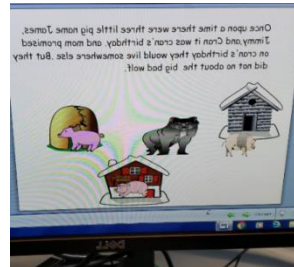 Once upon a time there were three little pig name James,
Jimmy,and Cron it was cron's birthday. and mom promised
on cron's birthday they would live somewhere else. But they
did not no about the big bad wolf.
DELL